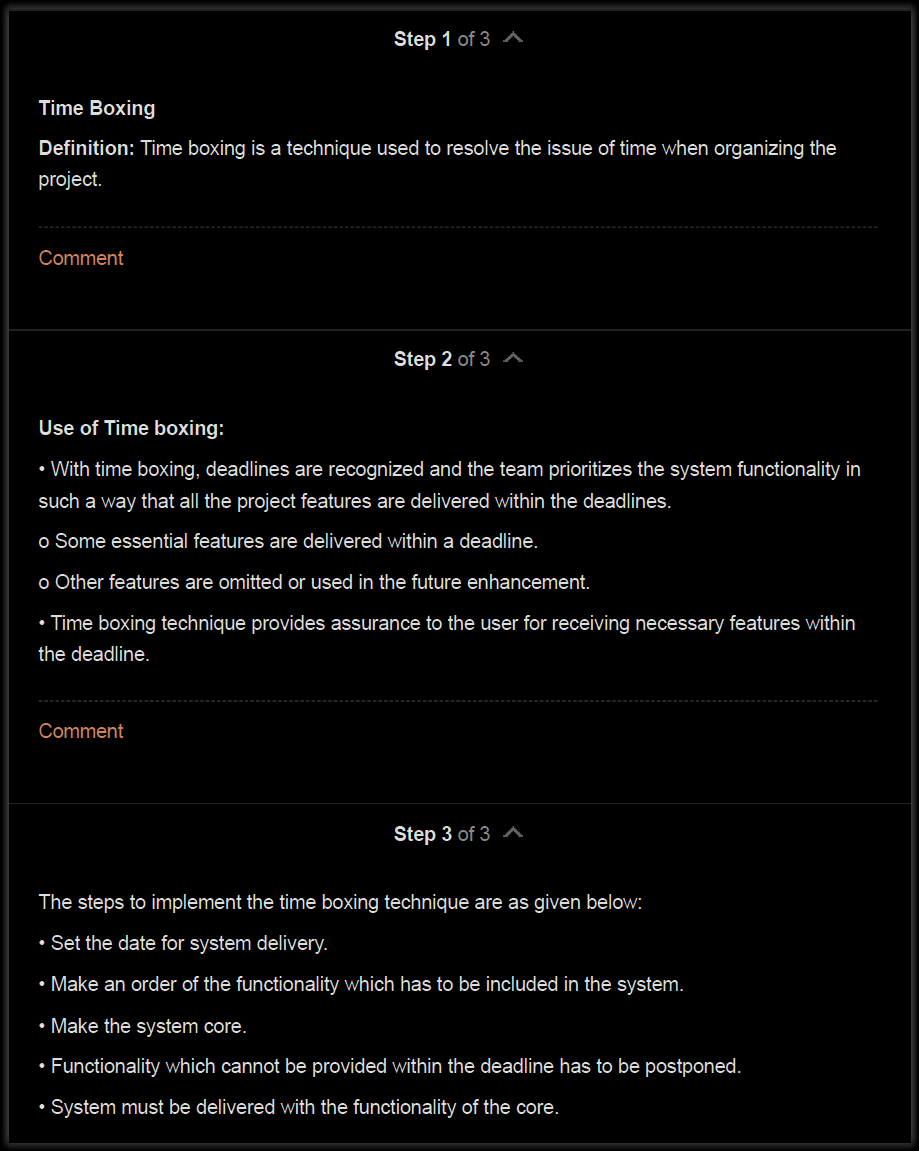 Step 1 of 3
Time Boxing
Definition: Time boxing is a technique used to resolve the issue of time when organizing the
project.
Comment
Step 2 of 3
Use of Time boxing:
• With time boxing, deadlines are recognized and the team prioritizes the system functionality in
such a way that all the project features are delivered within the deadlines.
o Some essential features are delivered within a deadline.
o Other features are omitted or used in the future enhancement.
• Time boxing technique provides assurance to the user for receiving necessary features within
the deadline.
Comment
Step 3 of 3
The steps to implement the time boxing technique are as given below:
• Set the date for system delivery.
• Make an order of the functionality which has to be included in the system.
• Make the system core.
• Functionality which cannot be provided within the deadline has to be postponed.
• System must be delivered with the functionality of the core.